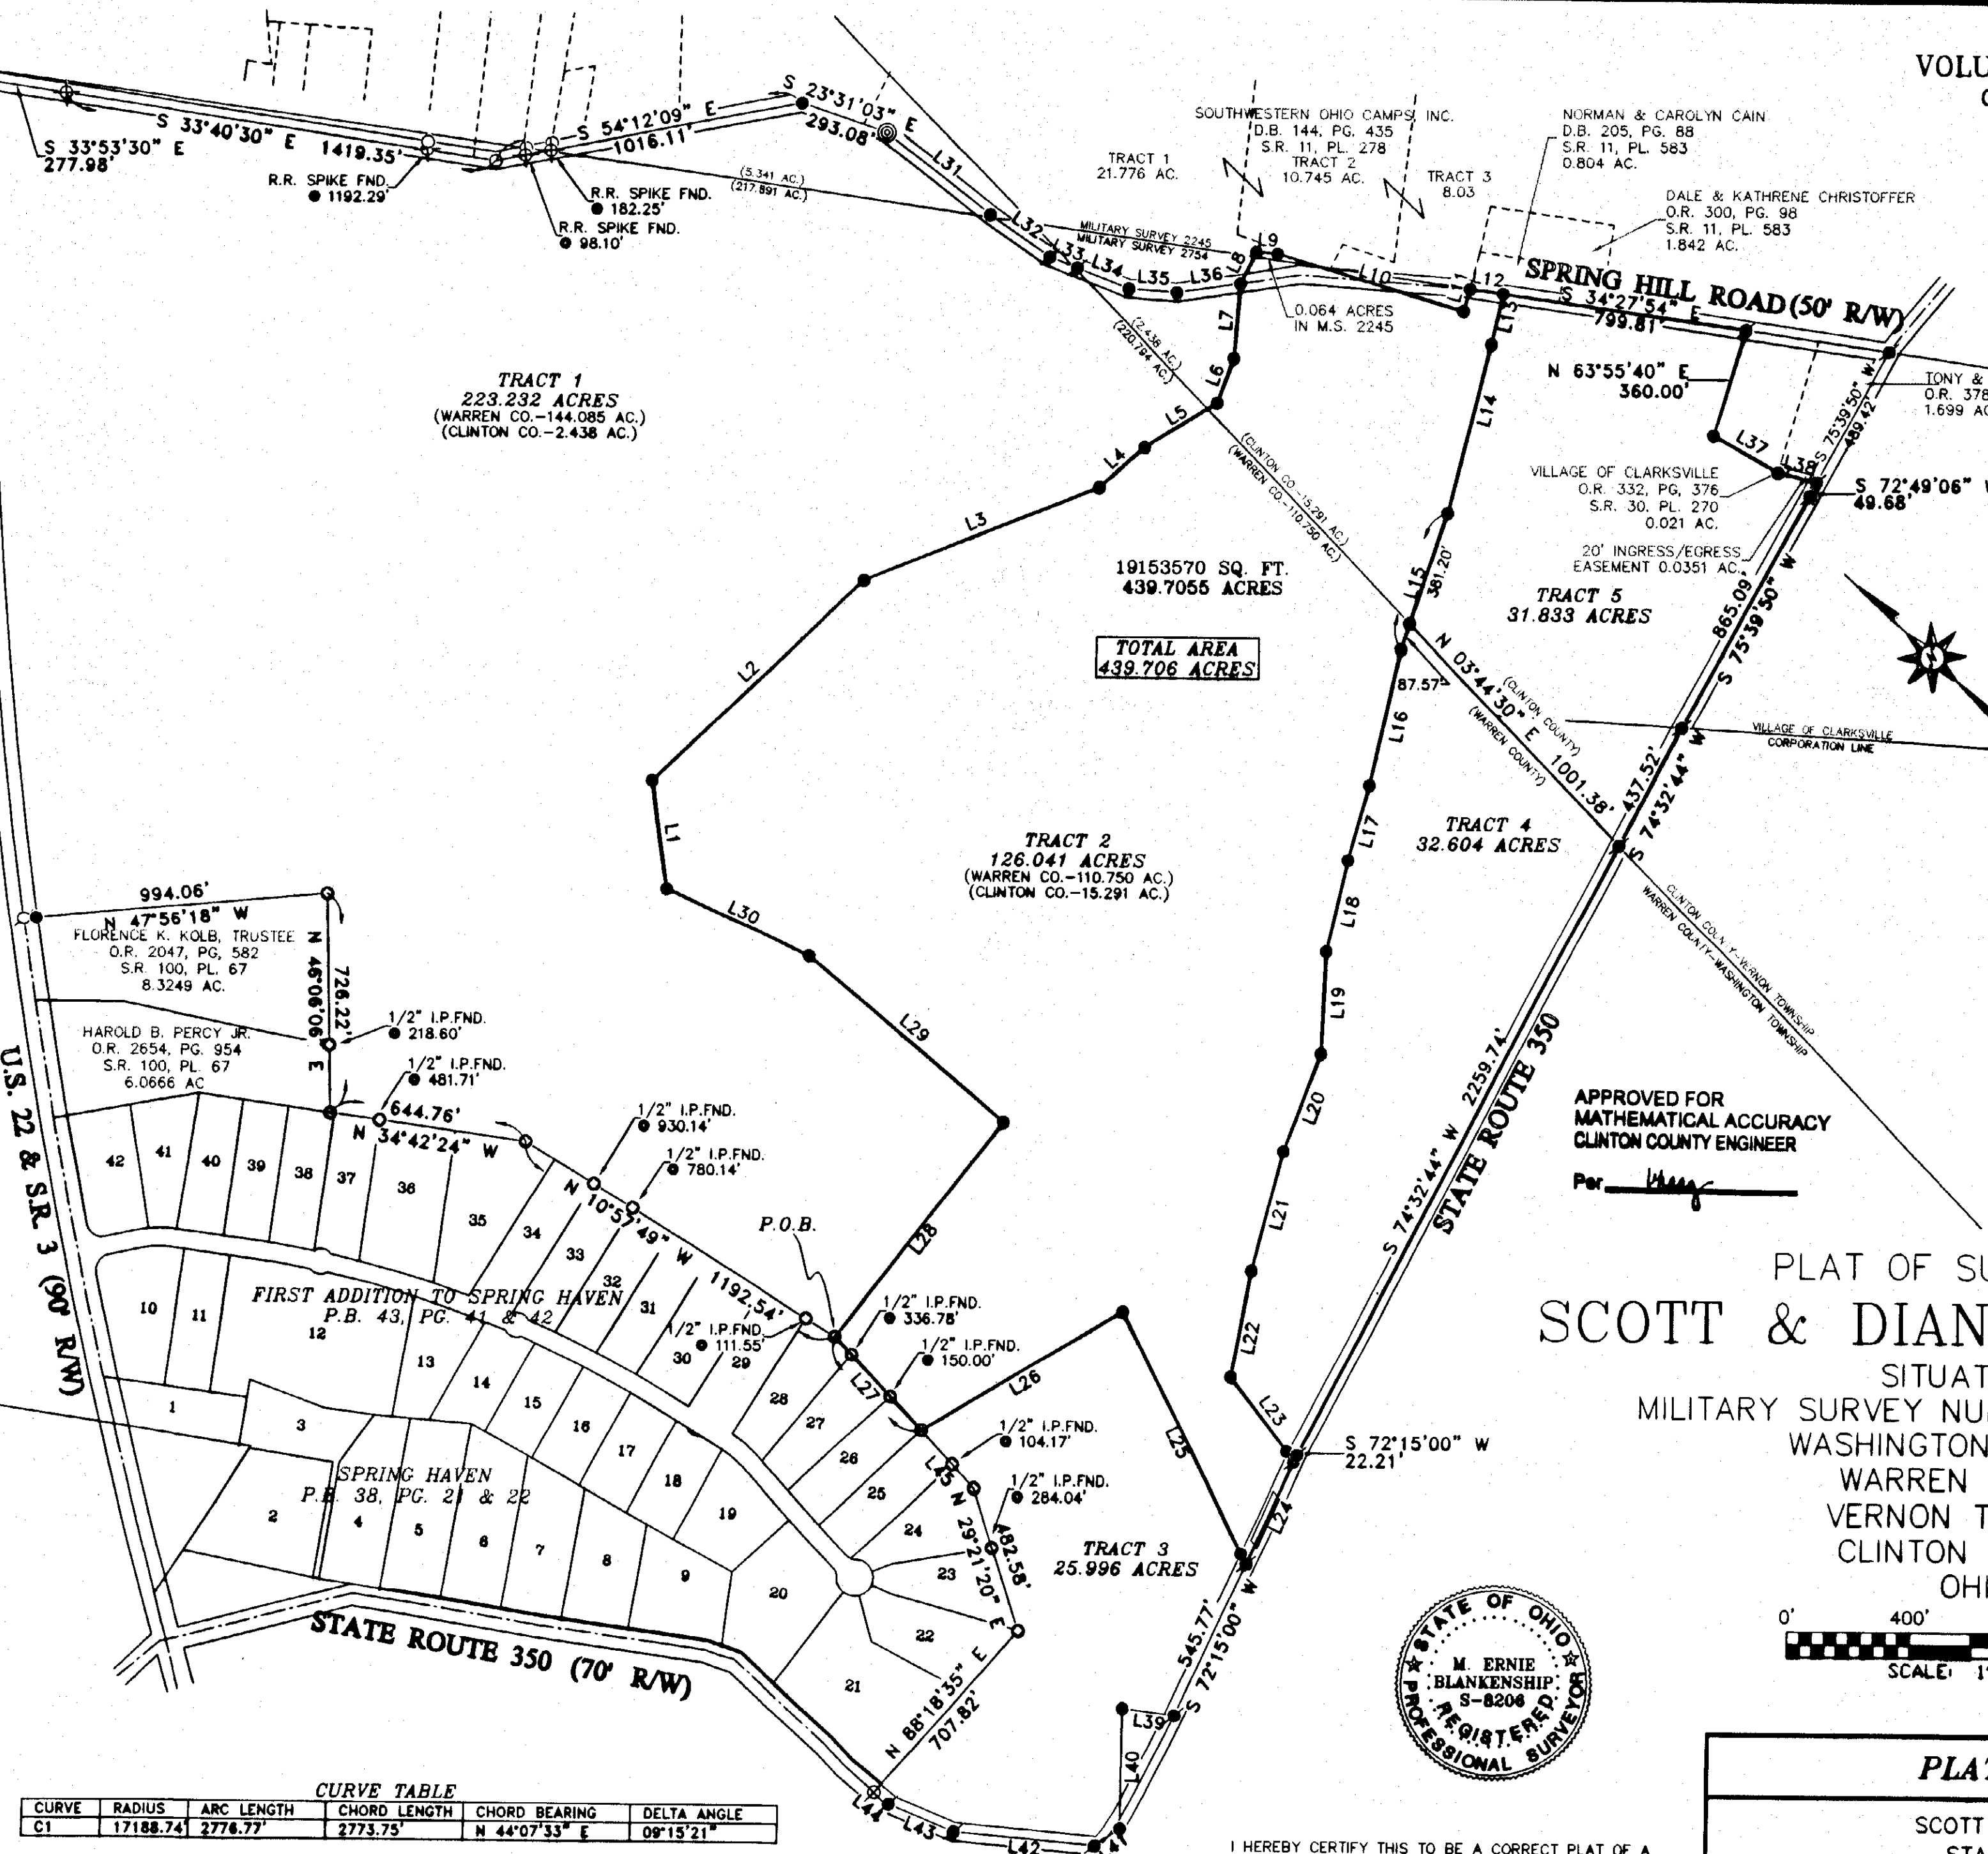 VOLU
S 33°53'30" E
277.98'
S 33°40'30" E
1419.35'
R.R. SPIKE FND.
@ 1192.29'
S 54°12'09" E
1016.11'
R.R. SPIKE FND.
@ 182.25'
R.R. SPIKE FND.
@ 98.10'
S 23°31'03" E
293.08'
(5.341 AC.)
(217.891 AC.)
L31
L32
L33
L34
L35
L36
MILITARY SURVEY 2245
MILITARY SURVEY 2754
TRACT 1
21.776 AC.
SOUTHWESTERN OHIO CAMPS INC.
D.B. 144, PG. 435
S.R. 11, PL. 278
TRACT 2
10.745 AC.
TRACT 3
8.03
NORMAN & CAROLYN CAIN
D.B. 205, PG. 88
S.R. 11, PL. 583
0.804 AC.
DALE & KATHRENE CHRISTOFFER
O.R. 300, PG. 98
S.R. 11, PL. 583
1.842 AC.
L8
L9
L10
L12
L13
SPRING HILL ROAD (50' R/W)
S 34°27'54" E
799.81'
0.064 ACRES
IN M.S. 2245
L7
L6
L5
L4
L3
L2
L1
(2.438 AC.)
(220.794 AC.)
TRACT 1
223.232 ACRES
(WARREN CO.-144.085 AC.)
(CLINTON CO.-2.438 AC.)
N 63°55'40" E
360.00'
TONY &
O.R. 378
1.699 AC
S 75°39'50" W
489.42'
L37
L38
L14
VILLAGE OF CLARKSVILLE
O.R. 332, PG, 376
S.R. 30, PL. 270
0.021 AC.
S 72°49'06" W
49.68'
20' INGRESS/EGRESS
EASEMENT 0.0351 AC.
(CLINTON CO.-15.291 AC.)
(WARREN CO.-110.750 AC.)
19153570 SQ. FT.
439.7055 ACRES
TOTAL AREA
439.706 ACRES
L15
381.20'
TRACT 5
31.833 ACRES
865.09'
S 75°39'50" W
N
87.57'
N 03°44'30" E 1001.38'
(CLINTON COUNTY)
(WARREN COUNTY)
VILLAGE OF CLARKSVILLE
CORPORATION LINE
L16
L17
437.52'
S 74°32'44" W
TRACT 4
32.604 ACRES
TRACT 2
126.041 ACRES
(WARREN CO.-110.750 AC.)
(CLINTON CO.-15.291 AC.)
CLINTON COUNTY-VERNON TOWNSHIP
WARREN COUNTY-WASHINGTON TOWNSHIP
994.06'
N 47°56'18" W
FLORENCE K. KOLB, TRUSTEE
O.R. 2047, PG, 582
S.R. 100, PL. 67
8.3249 AC.
N 46°06'06" E
726.22'
L30
L18
L19
L20
L29
HAROLD B. PERCY JR.
O.R. 2654, PG. 954
S.R. 100, PL. 67
6.0666 AC
1/2" I.P.FND.
@ 218.60'
1/2" I.P.FND.
@ 481.71'
644.76'
N 34°42'24" W
U.S. 22 & S.R. 3 (90' R/W)
1/2" I.P.FND.
@ 930.14'
1/2" I.P.FND.
@ 780.14'
N 10°57'49" W 1192.54'
P.O.B.
L28
L21
L22
L23
S 74°32'44" W 2259.74'
STATE ROUTE 350
APPROVED FOR
MATHEMATICAL ACCURACY
CLINTON COUNTY ENGINEER
Per
42
41
40
39
38
37
36
35
34
33
32
31
30
29
28
27
26
25
24
23
22
21
FIRST ADDITION TO SPRING HAVEN
P.B. 43, PG. 41 & 42
10
11
12
13
14
15
16
17
18
19
20
1/2" I.P.FND.
@ 111.55'
1/2" I.P.FND.
@ 336.78'
1/2" I.P.FND.
@ 150.00'
L27
L26
L25
1/2" I.P.FND.
@ 104.17'
L45
1/2" I.P.FND.
@ 284.04'
N 29°21'20" E
482.58'
S 72°15'00" W
22.21'
L24
TRACT 3
25.996 ACRES
1
3
SPRING HAVEN
P.B. 38, PG. 21 & 22
2
4
5
6
7
8
9
STATE ROUTE 350 (70' R/W)
N 88°18'35" E
707.82'
545.77'
S 72°15'00" W
L39
L40
L44
L43
L42
PLAT OF SU
SCOTT & DIAN
SITUAT
MILITARY SURVEY NU
WASHINGTON
WARREN
VERNON T
CLINTON
OHI
0' 400'
SCALE: 1"
STATE OF OHIO
M. ERNIE
BLANKENSHIP
S-8206
REGISTERED
PROFESSIONAL SURVEYOR
PLAT
SCOTT
STA
CURVE TABLE
CURVE RADIUS ARC LENGTH CHORD LENGTH CHORD BEARING DELTA ANGLE
C1 17188.74' 2776.77' 2773.75' N 44°07'33" E 09°15'21"
I HEREBY CERTIFY THIS TO BE A CORRECT PLAT OF A